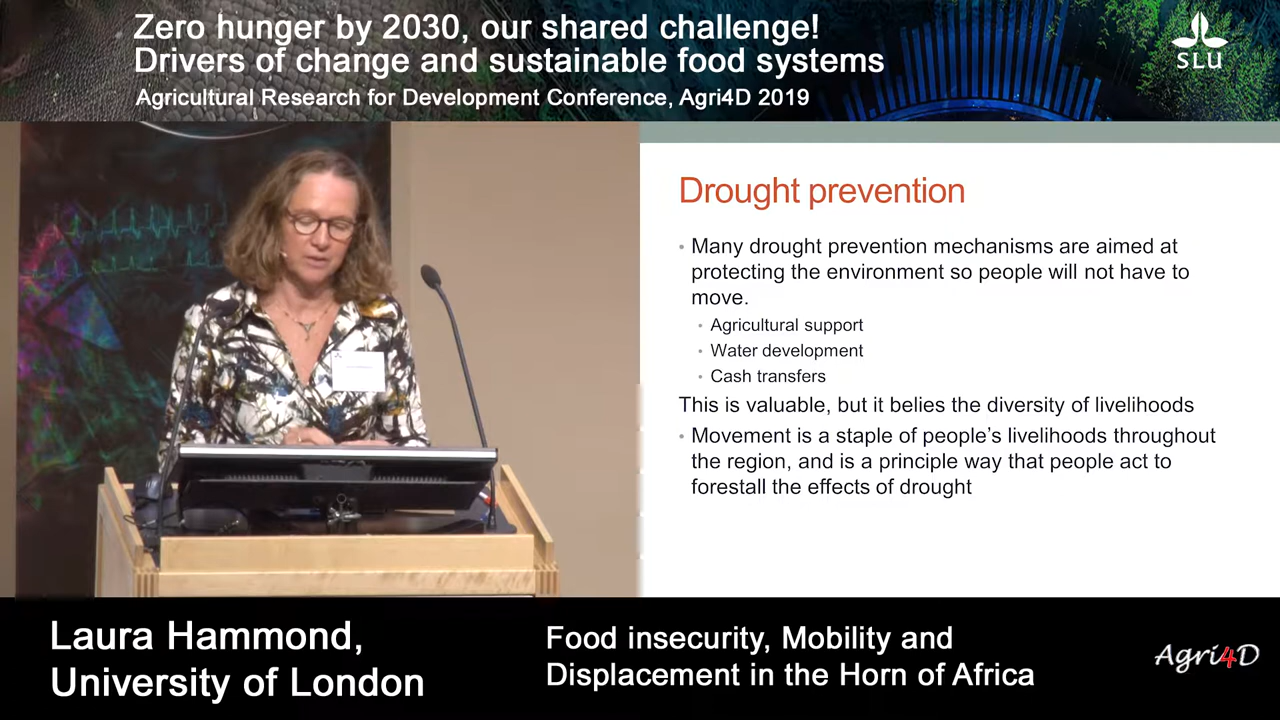 Zero hunger by 2030, our shared challenge!
Drivers of change and sustainable food systems
Agricultural Research for Development Conference, Agri4D 2019
SLU
Drought prevention
• Many drought prevention mechanisms are aimed at
protecting the environment so people will not have to
move.
• Agricultural support
• Water development
• Cash transfers
This is valuable, but it belies the diversity of livelihoods
• Movement is a staple of people's livelihoods throughout
the region, and is a principle way that people act to
forestall the effects of drought
Laura Hammond,
University of London
Food insecurity, Mobility and
Displacement in the Horn of Africa
Agri4D